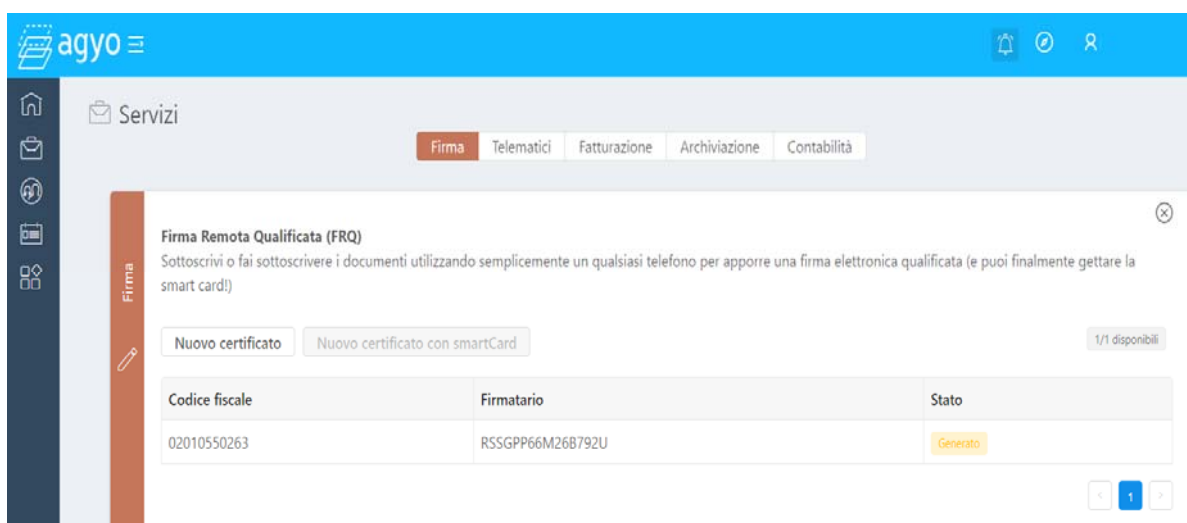 agyo
Servizi
Firma Telematici Fatturazione Archiviazione Contabilità
Firma
Firma Remota Qualificata (FRQ)
Sottoscrivi o fai sottoscrivere i documenti utilizzando semplicemente un qualsiasi telefono per apporre una firma elettronica qualificata (e puoi finalmente gettare la
smart card!)
Nuovo certificato Nuovo certificato con smartCard 1/1 disponibili
Codice fiscale Firmatario Stato
02010550263 RSSGPP66M26B792U Generato
1